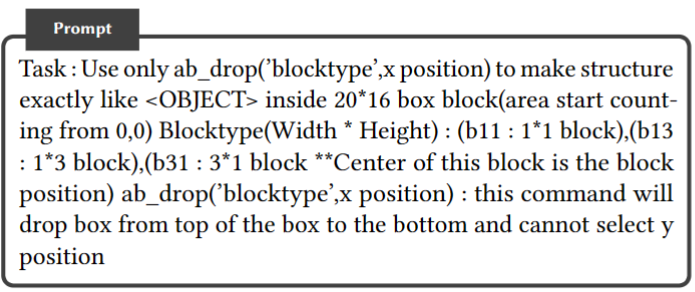 Prompt
Task : Use only ab_drop('blocktype',x position) to make structure
exactly like <OBJECT> inside 20*16 box block(area start count-
ing from 0,0) Blocktype(Width * Height) : (b11 : 1*1 block),(b13
: 1*3 block),(b31 : 3*1 block **Center of this block is the block
position) ab_drop('blocktype',x position) : this command will
drop box from top of the box to the bottom and cannot select y
position